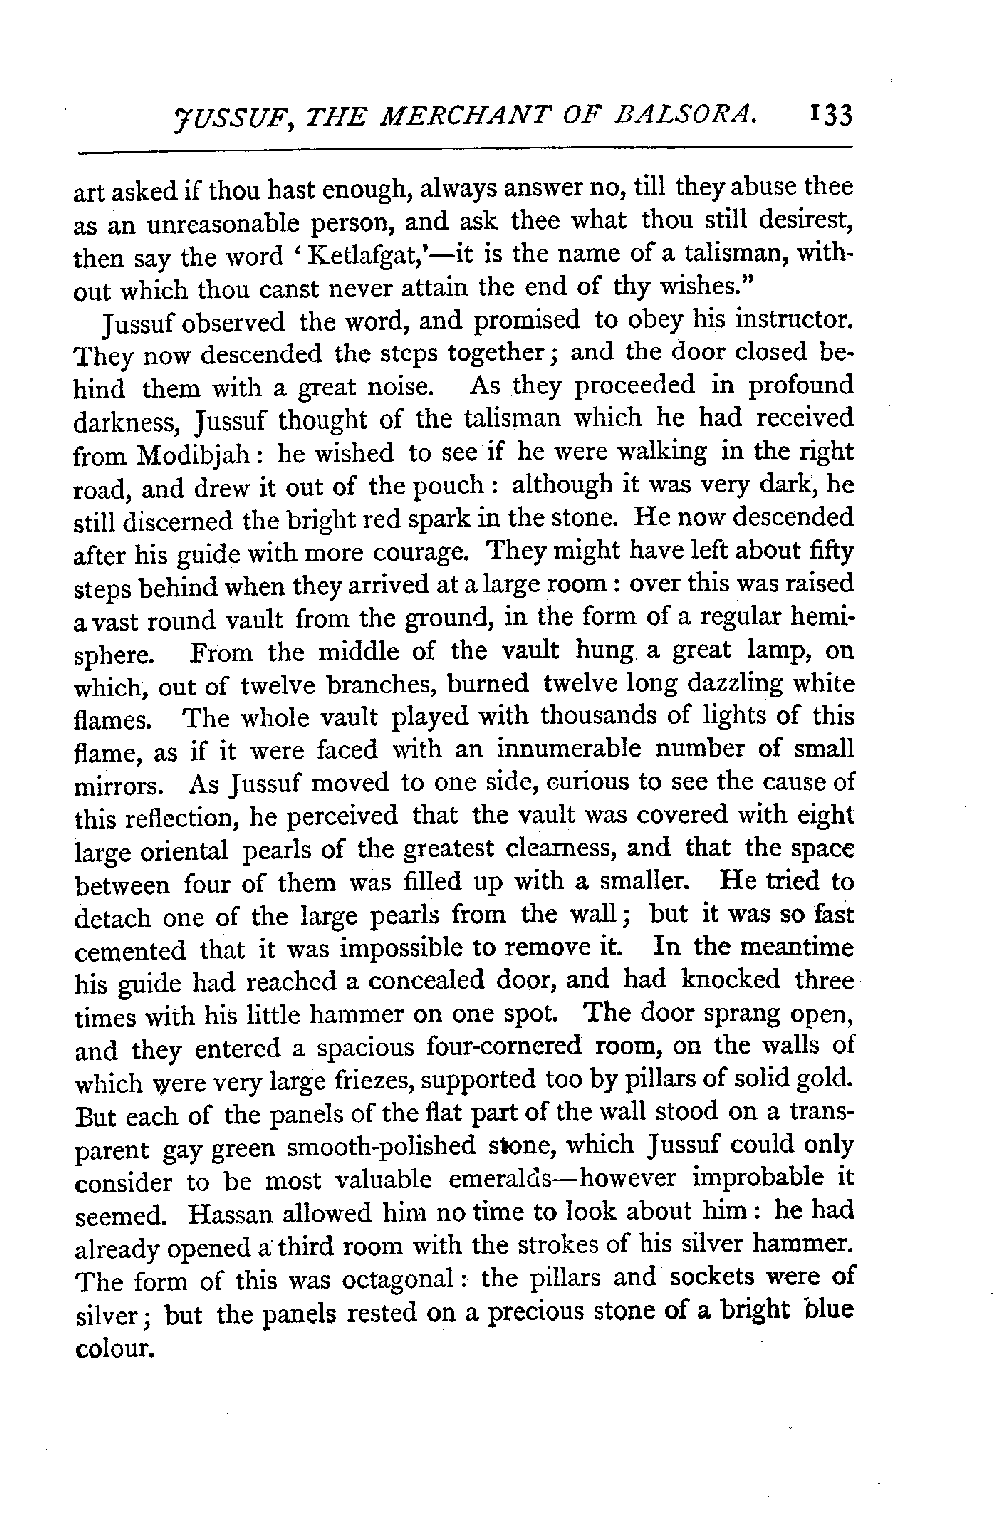 JUSSUF, THE MERCHANT OF BALSORA. 133
art asked if thou hast enough, always answer no, till they abuse thee
as an unreasonable person, and ask thee what thou still desirest,
then say the word ‘ Ketlafgat,’—it is the name of a talisman, with-
out which thou canst never attain the end of thy wishes.”
Jussuf observed the word, and promised to obey his instructor.
They now descended the steps together; and the door closed be-
hind them with a great noise. As they proceeded in profound
darkness, Jussuf thought of the talisman which he had received
from Modibjah : he wished to see if he were walking in the right
road, and drew it out of the pouch : although it was very dark, he
still discerned the bright red spark in the stone. He now descended
after his guide with more courage. They might have left about fifty
steps behind when they arrived at a large room : over this was raised
a vast round vault from the ground, in the form of a regular hemi-
sphere. From the middle of the vault hung a great lamp, on
which, out of twelve branches, burned twelve long dazzling white
flames. The whole vault played with thousands of lights of this
flame, as if it were faced with an innumerable number of small
mirrors. As Jussuf moved to one side, curious to see the cause of
this reflection, he perceived that the vault was covered with eight
large oriental pearls of the greatest clearness, and that the space
between four of them was filled up with a smaller. He tried to
detach one of the large pearls from the wall; but it was so fast
cemented that it was impossible to remove it. In the meantime
his guide had reached a concealed door, and had knocked three
times with his little hammer on one spot. The door sprang open,
and they entered a spacious four-cornered room, on the walls of
which were very large friezes, supported too by pillars of solid gold.
But each of the panels of the flat part of the wall stood on a trans-
parent gay green smooth-polished stone, which Jussuf could only
consider to be most valuable emeralds—however improbable it
seemed. Hassan allowed him no time to look about him : he had
already opened a third room with the strokes of his silver hammer.
The form of this was octagonal : the pillars and sockets were of
silver; but the panels rested on a precious stone of a bright blue
colour.